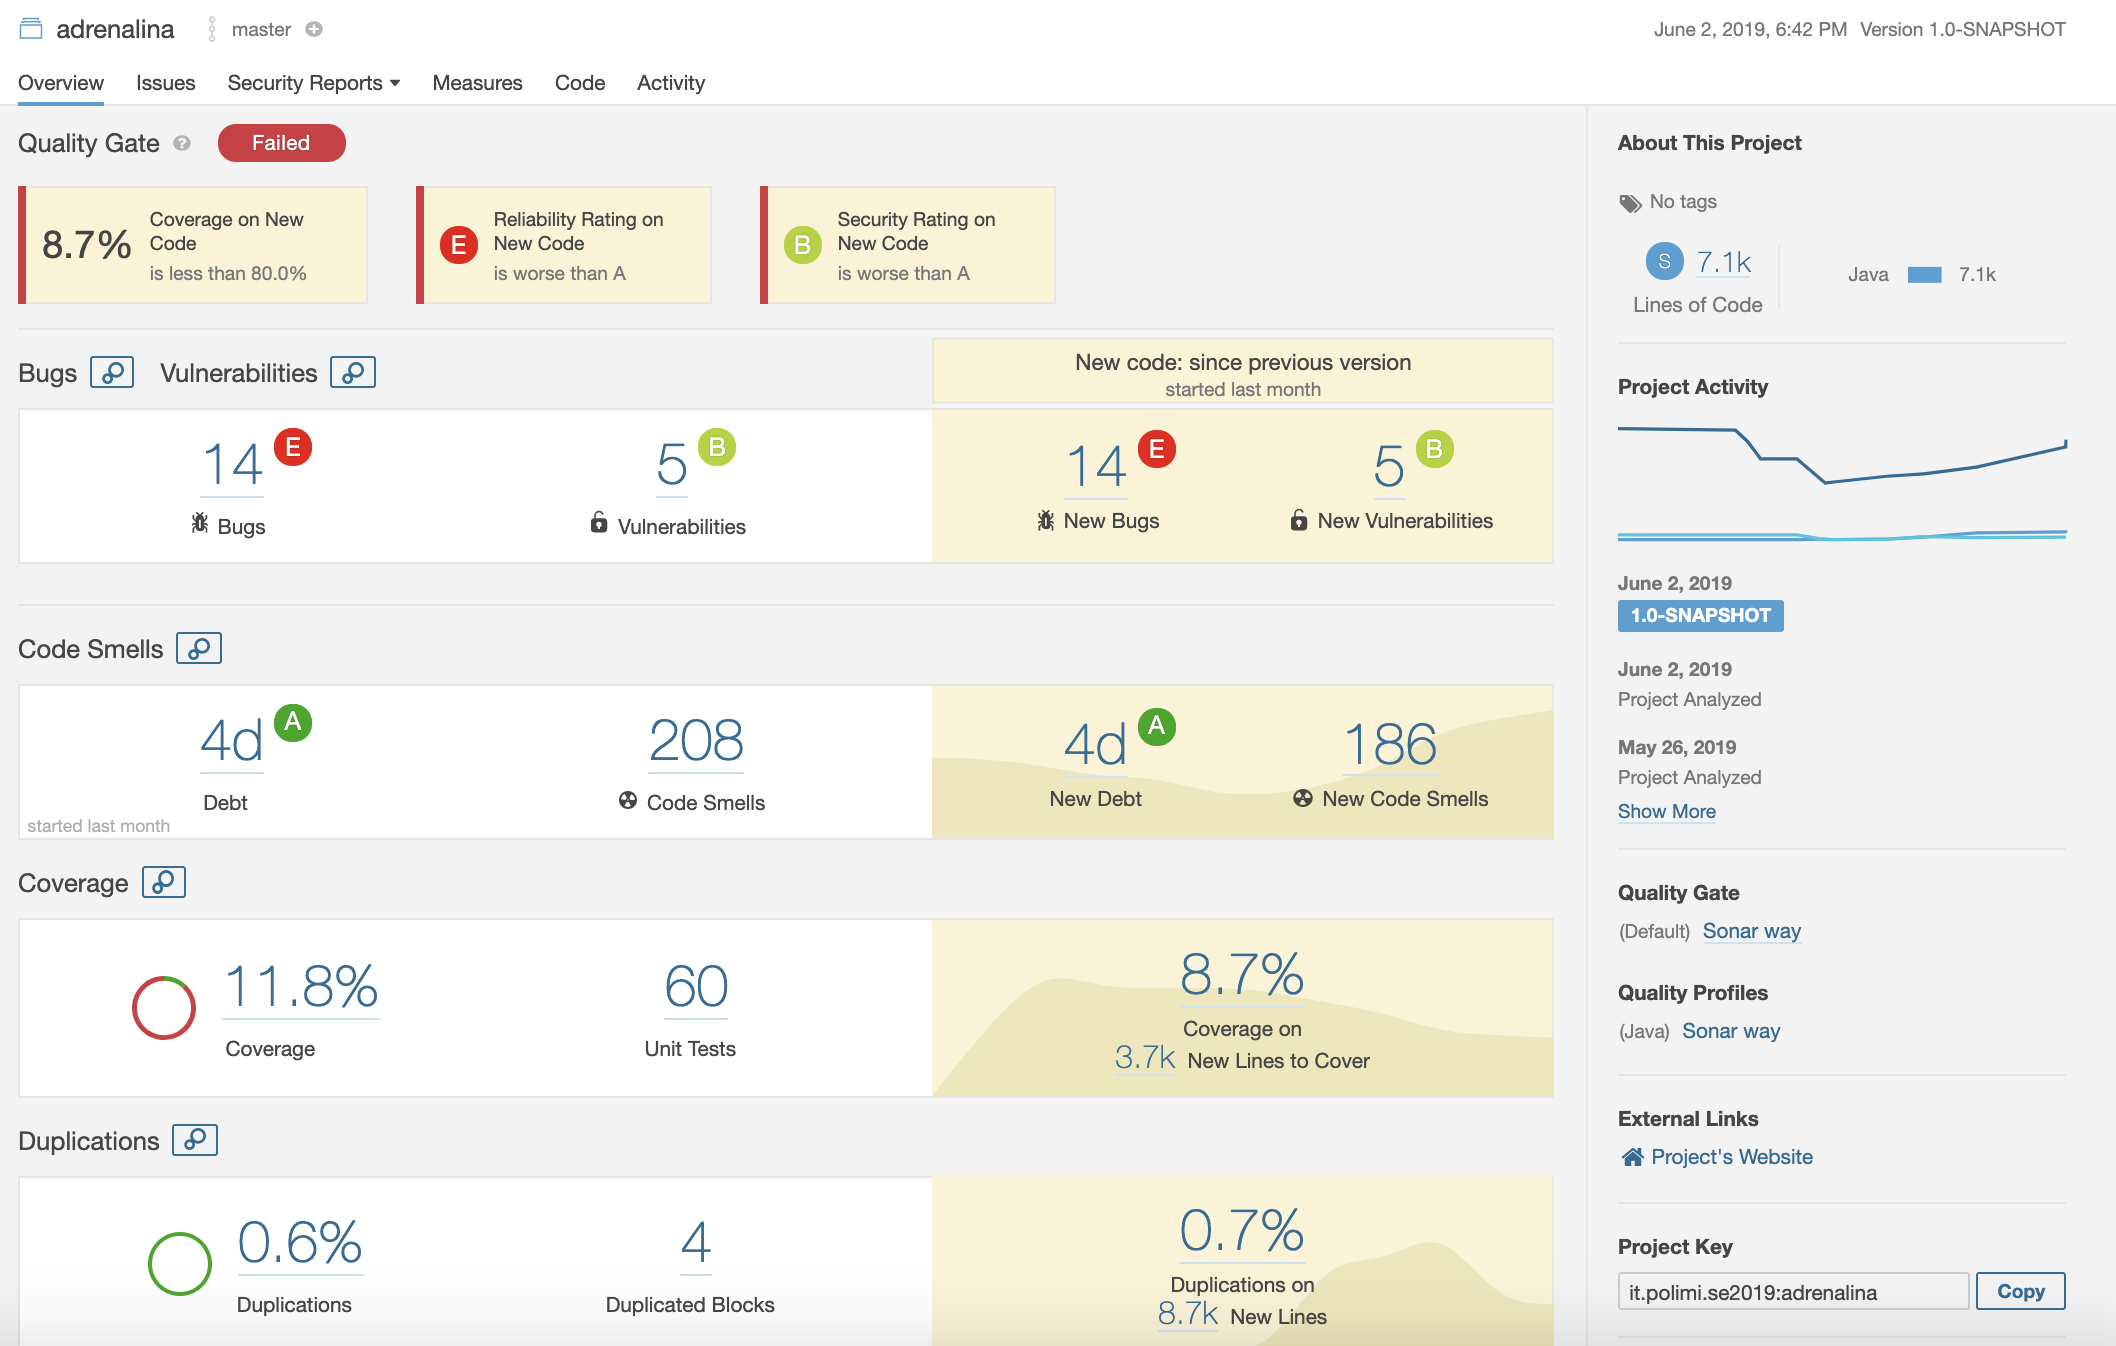 adrenalina master
June 2, 2019, 6:42 PM Version 1.0-SNAPSHOT
Overview Issues Security Reports Measures Code Activity
Quality Gate ? Failed
8.7% Coverage on New Code
is less than 80.0%
E Reliability Rating on New Code
is worse than A
B Security Rating on New Code
is worse than A
Bugs Vulnerabilities
New code: since previous version
started last month
14 E
Bugs
5 B
Vulnerabilities
14 E
New Bugs
5 B
New Vulnerabilities
Code Smells
4d A
Debt
started last month
208
Code Smells
4d A
New Debt
186
New Code Smells
Coverage
11.8%
Coverage
60
Unit Tests
8.7%
Coverage on
3.7k New Lines to Cover
Duplications
0.6%
Duplications
4
Duplicated Blocks
0.7%
Duplications on
8.7k New Lines
About This Project
No tags
S 7.1k
Lines of Code
Java 7.1k
Project Activity
June 2, 2019
1.0-SNAPSHOT
June 2, 2019
Project Analyzed
May 26, 2019
Project Analyzed
Show More
Quality Gate
(Default) Sonar way
Quality Profiles
(Java) Sonar way
External Links
Project's Website
Project Key
it.polimi.se2019:adrenalina Copy